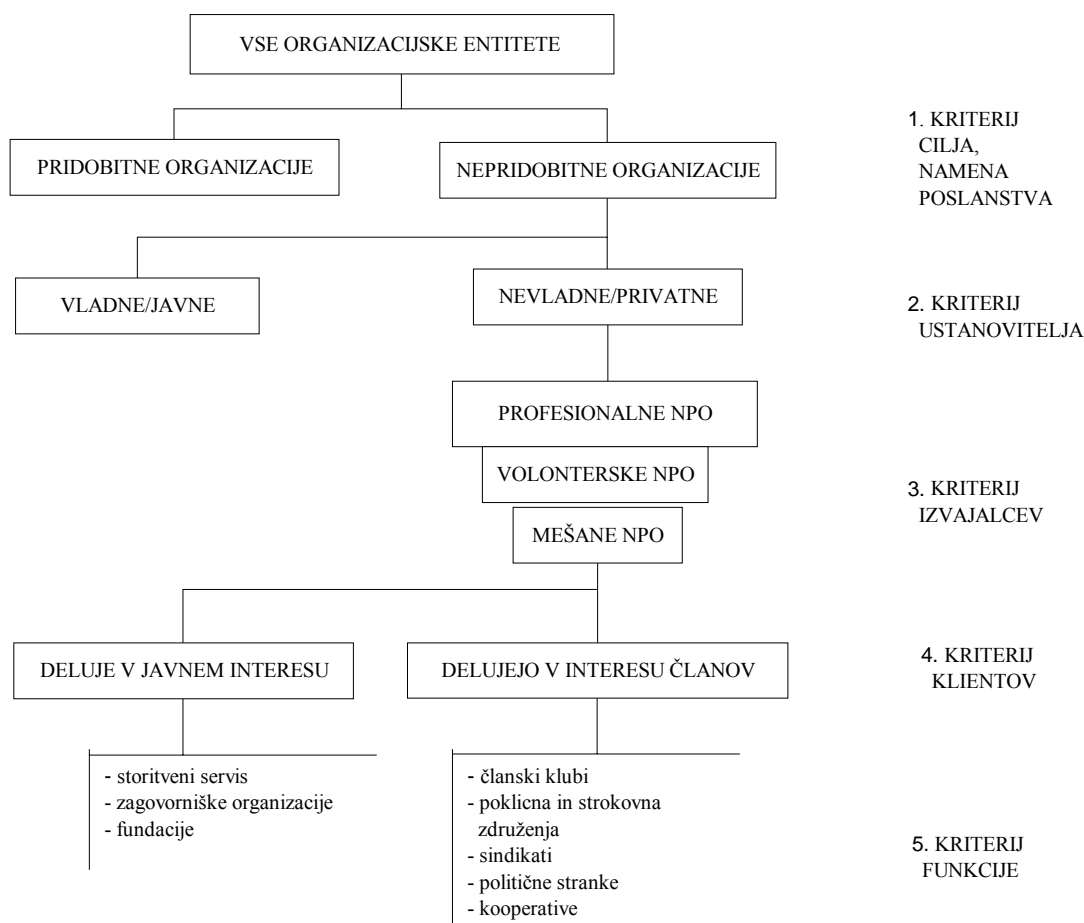 VSE ORGANIZACIJSKE ENTITETE
1. KRITERIJ
CILJA,
NAMENA
POSLANSTVA
PRIDOBITNE ORGANIZACIJE
NEPRIDOBITNE ORGANIZACIJE
VLADNE/JAVNE
NEVLADNE/PRIVATNE
2. KRITERIJ
USTANOVITELJA
PROFESIONALNE NPO
VOLONTERSKE NPO
MEŠANE NPO
3. KRITERIJ
IZVAJALCEV
DELUJE V JAVNEM INTERESU
DELUJEJO V INTERESU ČLANOV
4. KRITERIJ
KLIENTOV
- storitveni servis
- zagovorniške organizacije
- fundacije
- članski klubi
- poklicna in strokovna
združenja
- sindikati
- politične stranke
- kooperative
5. KRITERIJ
FUNKCIJE